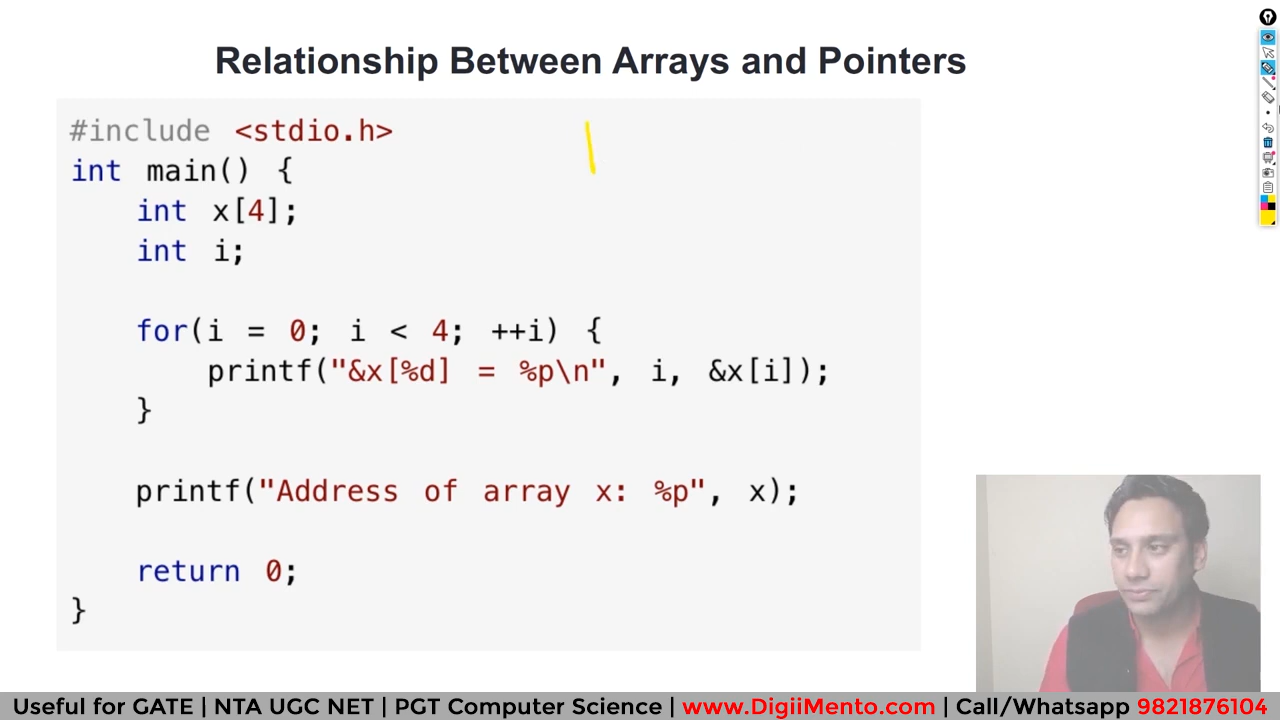 Relationship Between Arrays and Pointers
#include <stdio.h>
int main() {
int x[4];
int i;
for(i = 0; i < 4; ++i) {
printf("&x[%d] = %p\n", i, &x[i]);
}
printf("Address of array x: %p", x);
return 0;
}
Useful for GATE | NTA UGC NET | PGT Computer Science | www.DigiiMento.com | Call/Whatsapp 9821876104